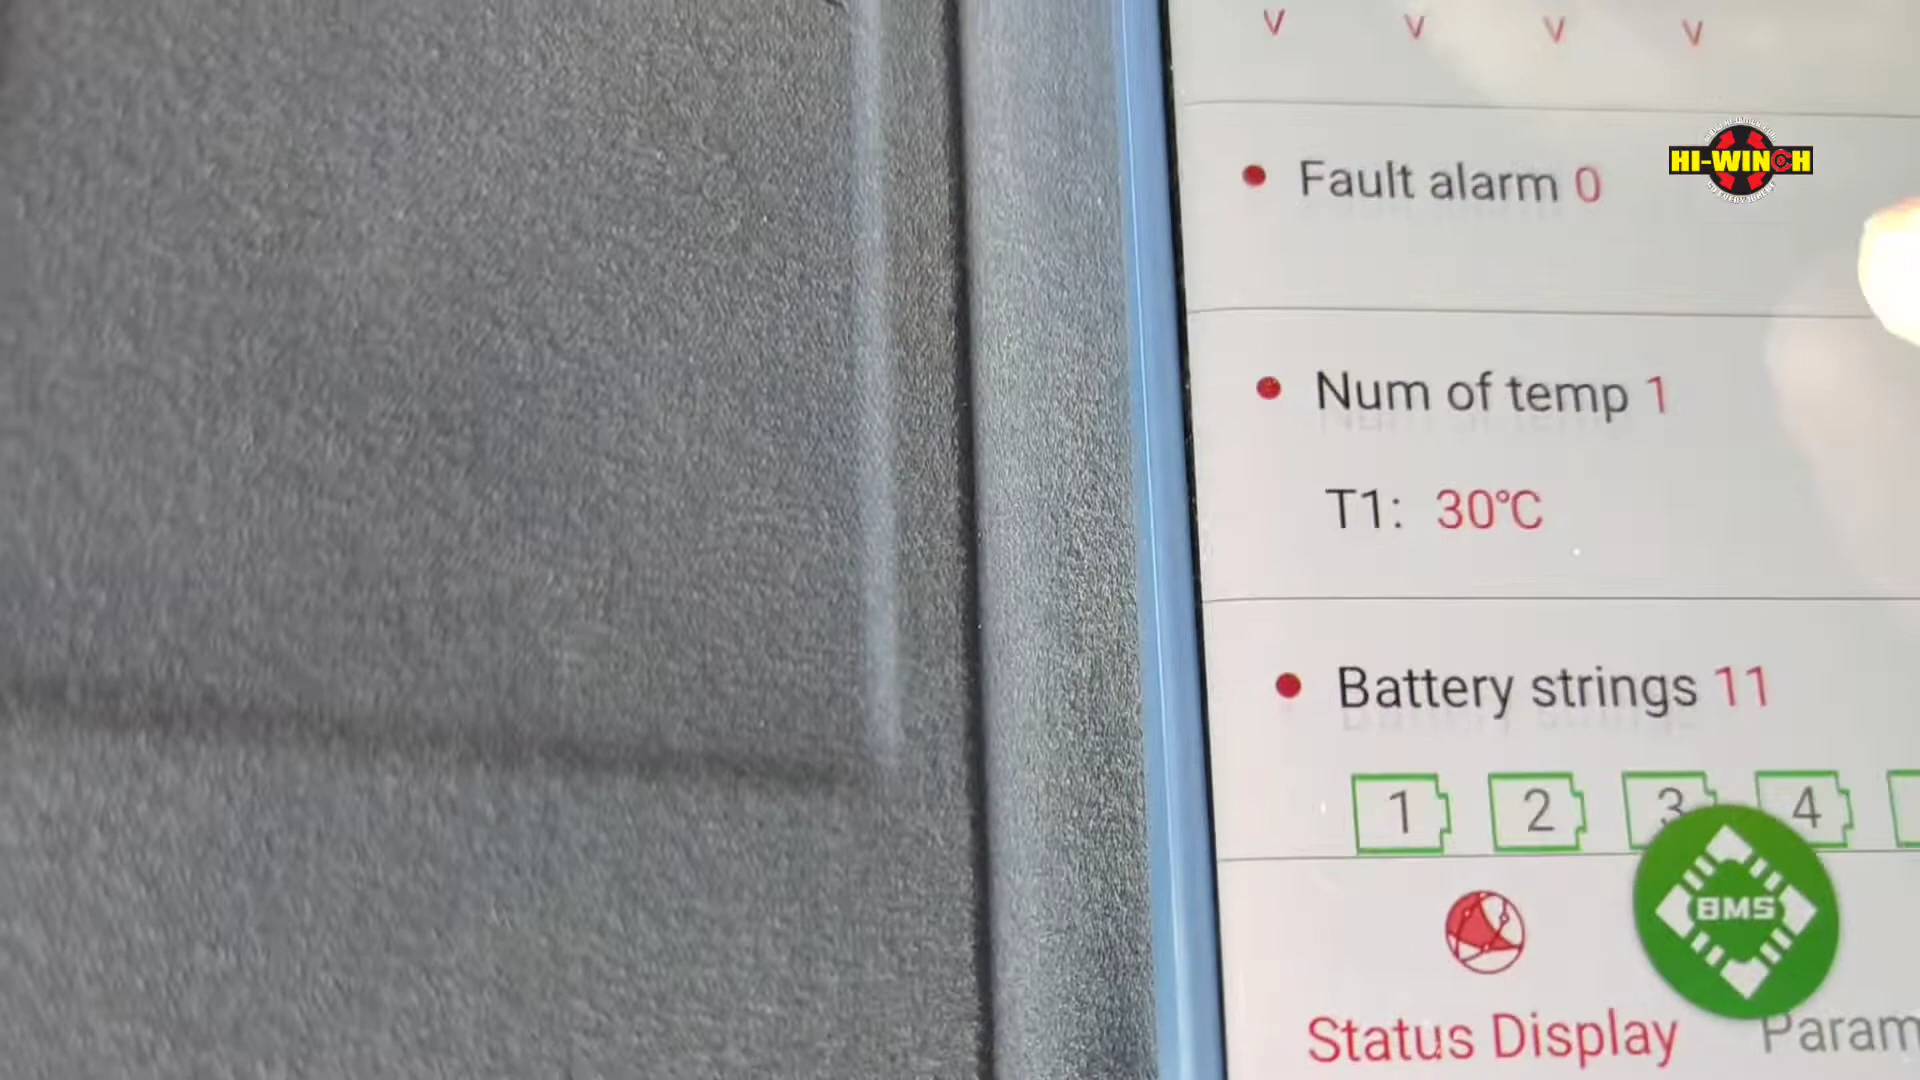 V V V V
Fault alarm 0
HI-WINCH
Num of temp 1
T1: 30℃
Battery strings 11
1 2 3 4
BMS
Status Display
Param